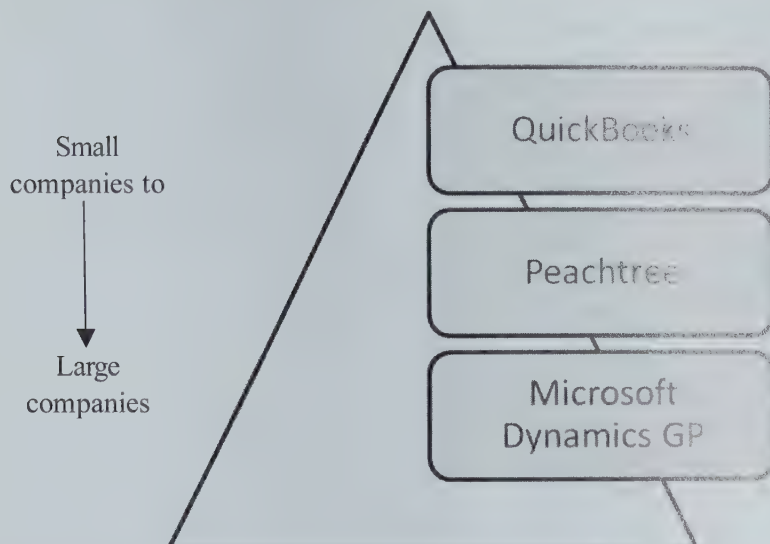 Small
companies to
Large
companies
QuickBooks
Peachtree
Microsoft
Dynamics GP